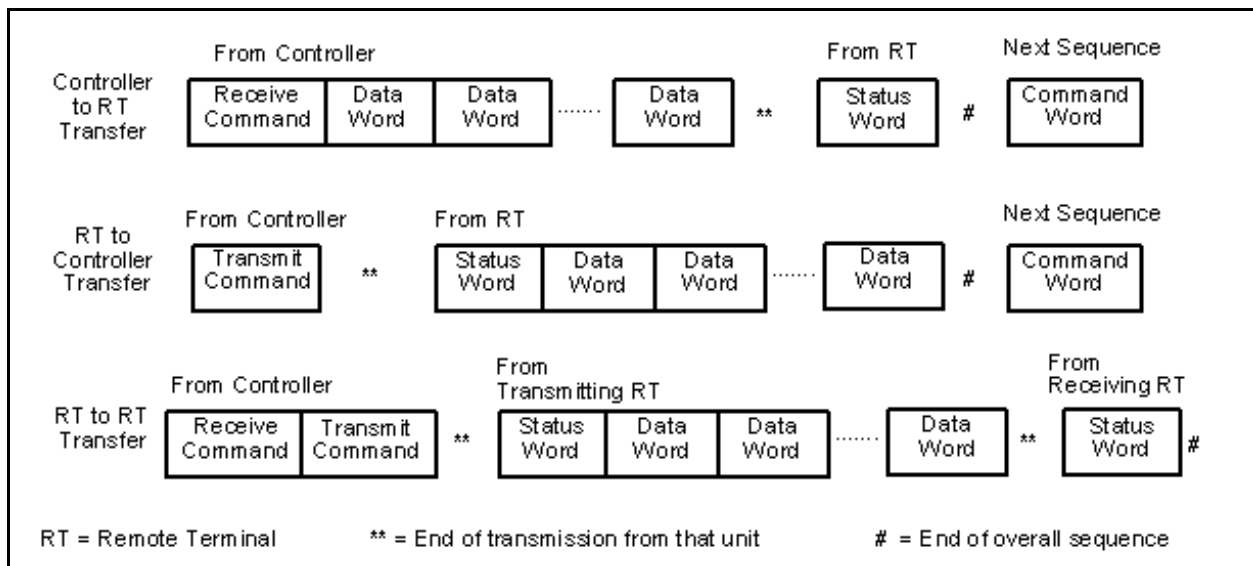 From Controller
From RT
Next Sequence
Controller
to RT
Transfer
Receive
Command
Data
Word
Data
Word
.......
Data
Word
**
Status
Word
#
Command
Word
From Controller
From RT
Next Sequence
RT to
Controller
Transfer
Transmit
Command
**
Status
Word
Data
Word
Data
Word
.......
Data
Word
#
Command
Word
From Controller
From
Transmitting RT
From
Receiving RT
RT to RT
Transfer
Receive
Command
Transmit
Command
**
Status
Word
Data
Word
Data
Word
.......
Data
Word
**
Status
Word
#
RT = Remote Terminal
** = End of transmission from that unit
# = End of overall sequence